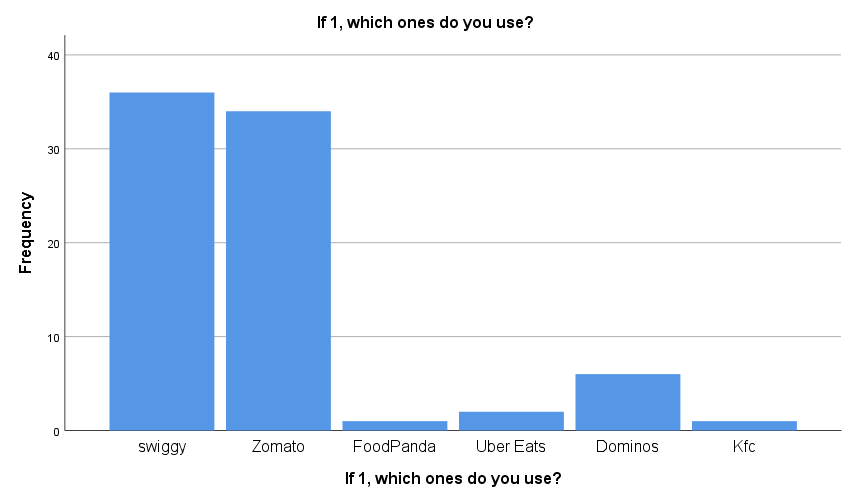 If 1, which ones do you use?
40
30
20
10
0
Frequency
swiggy Zomato FoodPanda Uber Eats Dominos Kfc
If 1, which ones do you use?